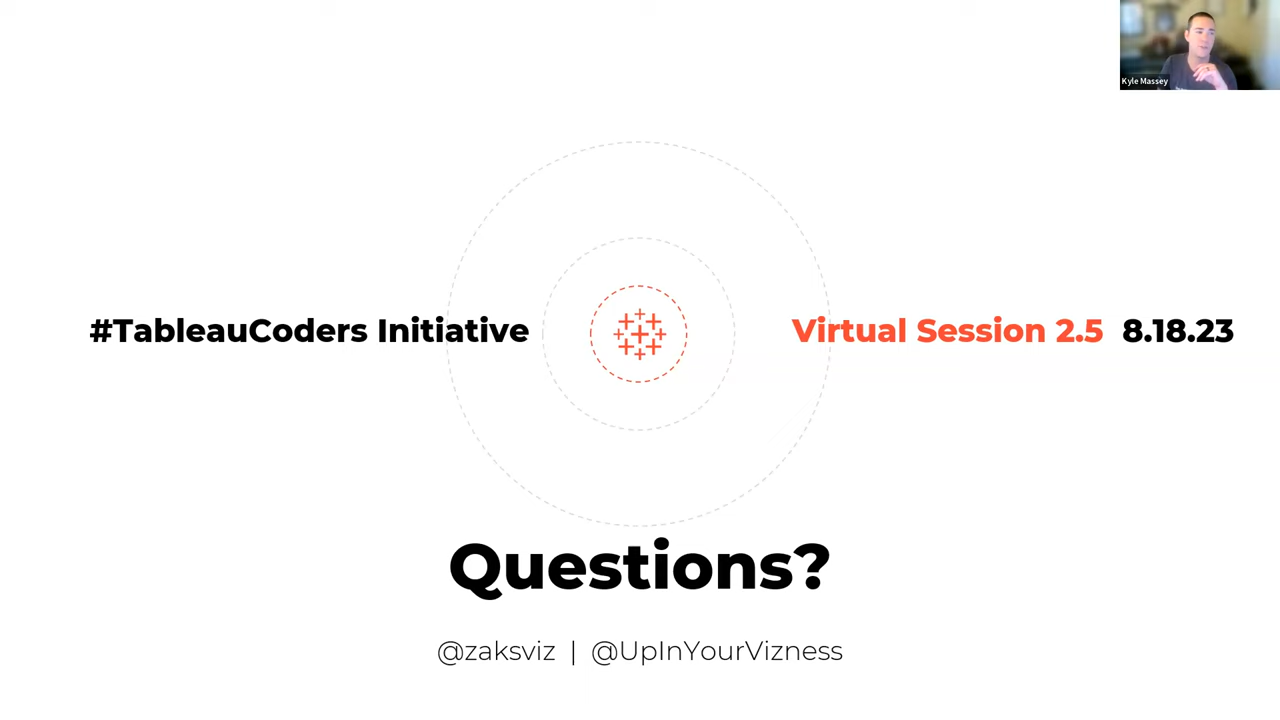 Kyle Massey
#TableauCoders Initiative
Virtual Session 2.5 8.18.23
Questions?
@zaksviz | @UpInYourVizness